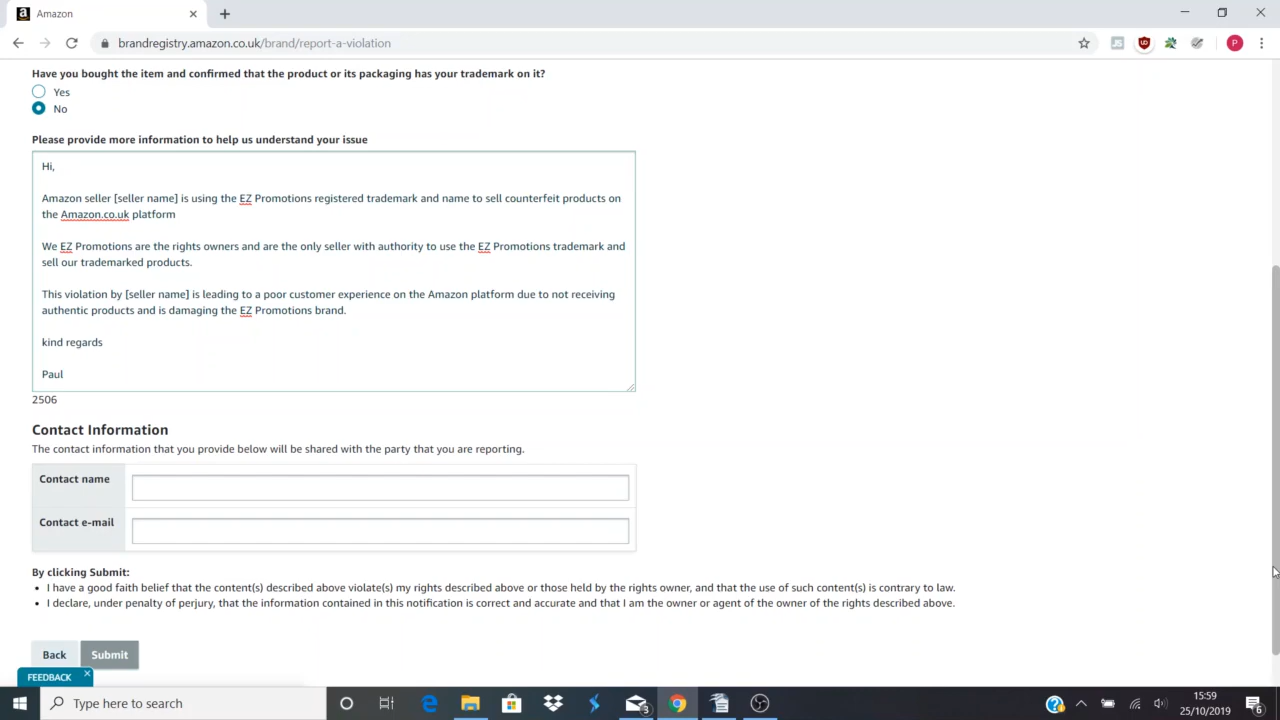 Amazon
brandregistry.amazon.co.uk/brand/report-a-violation
Have you bought the item and confirmed that the product or its packaging has your trademark on it?
Yes
No
Please provide more information to help us understand your issue
Hi,
Amazon seller [seller name] is using the EZ Promotions registered trademark and name to sell counterfeit products on
the Amazon.co.uk platform
We EZ Promotions are the rights owners and are the only seller with authority to use the EZ Promotions trademark and
sell our trademarked products.
This violation by [seller name] is leading to a poor customer experience on the Amazon platform due to not receiving
authentic products and is damaging the EZ Promotions brand.
kind regards
Paul
2506
Contact Information
The contact information that you provide below will be shared with the party that you are reporting.
Contact name
Contact e-mail
By clicking Submit:
• I have a good faith belief that the content(s) described above violate(s) my rights described above or those held by the rights owner, and that the use of such content(s) is contrary to law.
• I declare, under penalty of perjury, that the information contained in this notification is correct and accurate and that I am the owner or agent of the owner of the rights described above.
Back Submit
FEEDBACK
Type here to search
3
15:59
25/10/2019
6